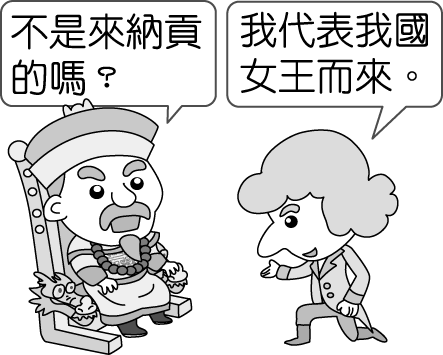 不是來納貢
的嗎？
我代表我國
女王而來。